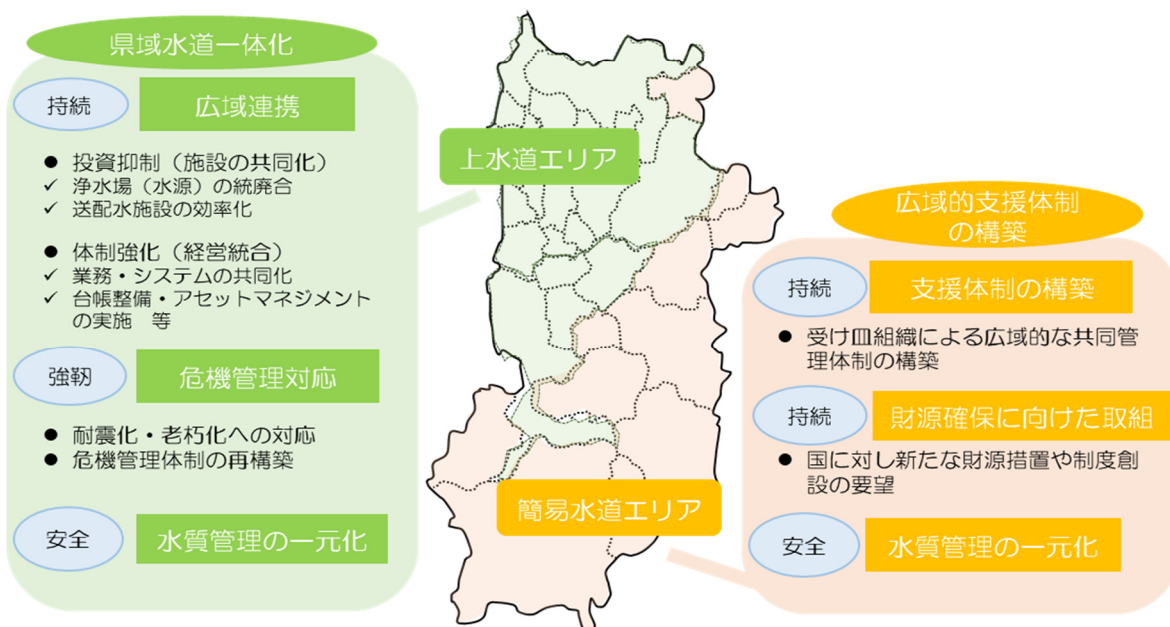 県域水道一体化
持続
広域連携
● 投資抑制（施設の共同化）
✓ 浄水場（水源）の統廃合
✓ 送配水施設の効率化
● 体制強化（経営統合）
✓ 業務・システムの共同化
✓ 台帳整備・アセットマネジメント
の実施　等
強靭
危機管理対応
● 耐震化・老朽化への対応
● 危機管理体制の再構築
安全
水質管理の一元化
上水道エリア
簡易水道エリア
広域的支援体制
の構築
持続
支援体制の構築
● 受け皿組織による広域的な共同管
理体制の構築
持続
財源確保に向けた取組
● 国に対し新たな財源措置や制度創
設の要望
安全
水質管理の一元化